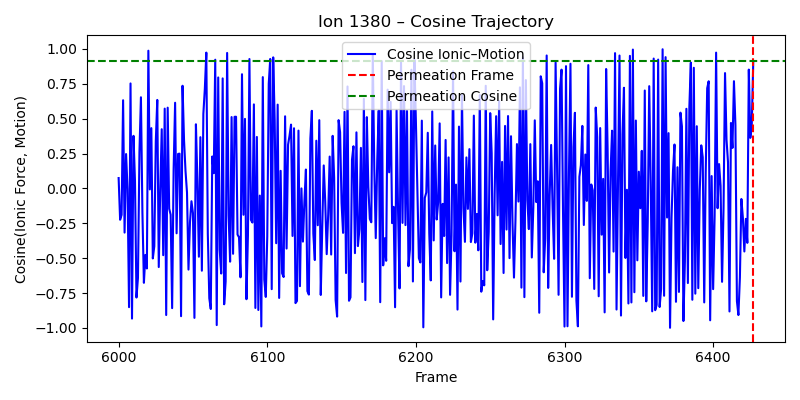 Ion 1380 – Cosine Trajectory
Cosine(Ionic Force, Motion)
1.00
0.75
0.50
0.25
0.00
−0.25
−0.50
−0.75
−1.00
Cosine Ionic–Motion
Permeation Frame
Permeation Cosine
6000
6100
6200
6300
6400
Frame